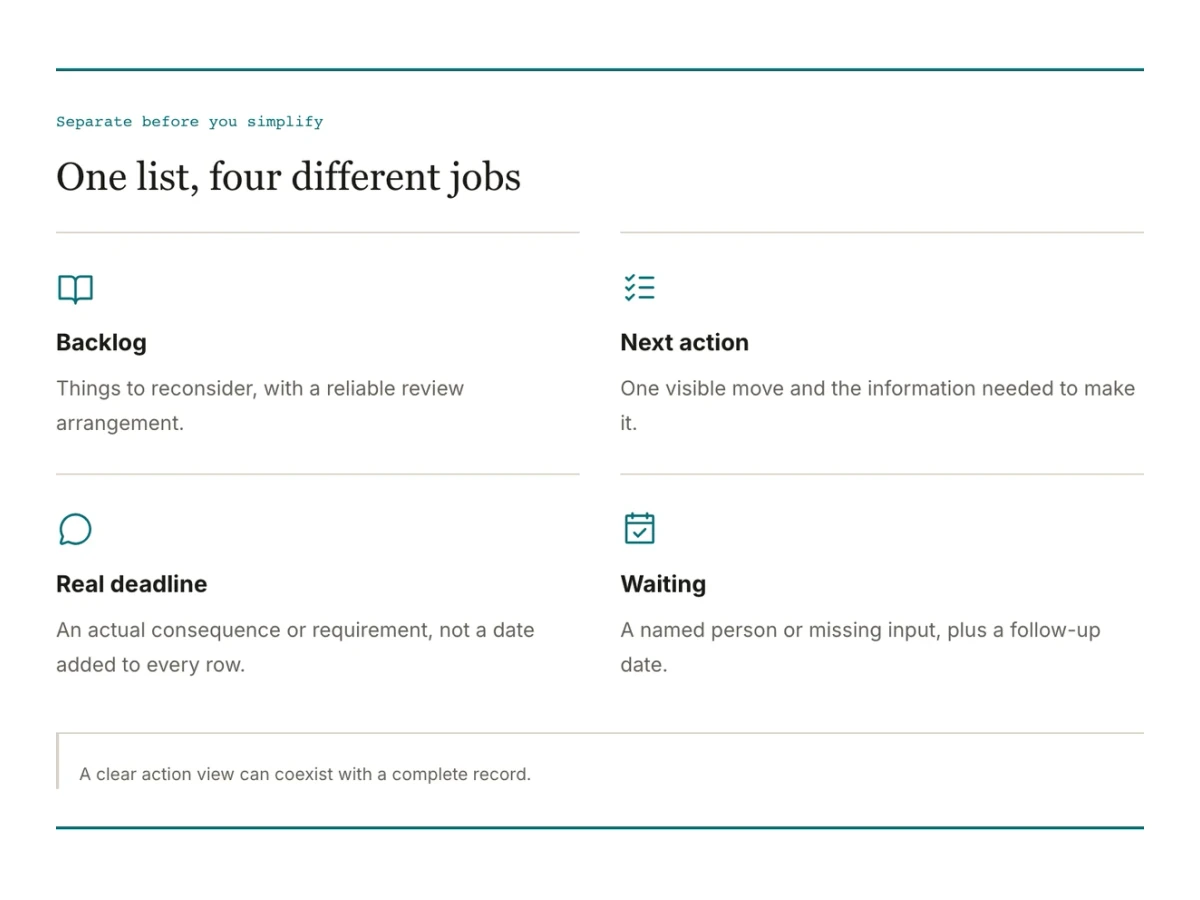 Separate before you simplify
One list, four different jobs
Backlog
Things to reconsider, with a reliable review
arrangement.
Next action
One visible move and the information needed to make
it.
Real deadline
An actual consequence or requirement, not a date
added to every row.
Waiting
A named person or missing input, plus a follow-up
date.
A clear action view can coexist with a complete record.